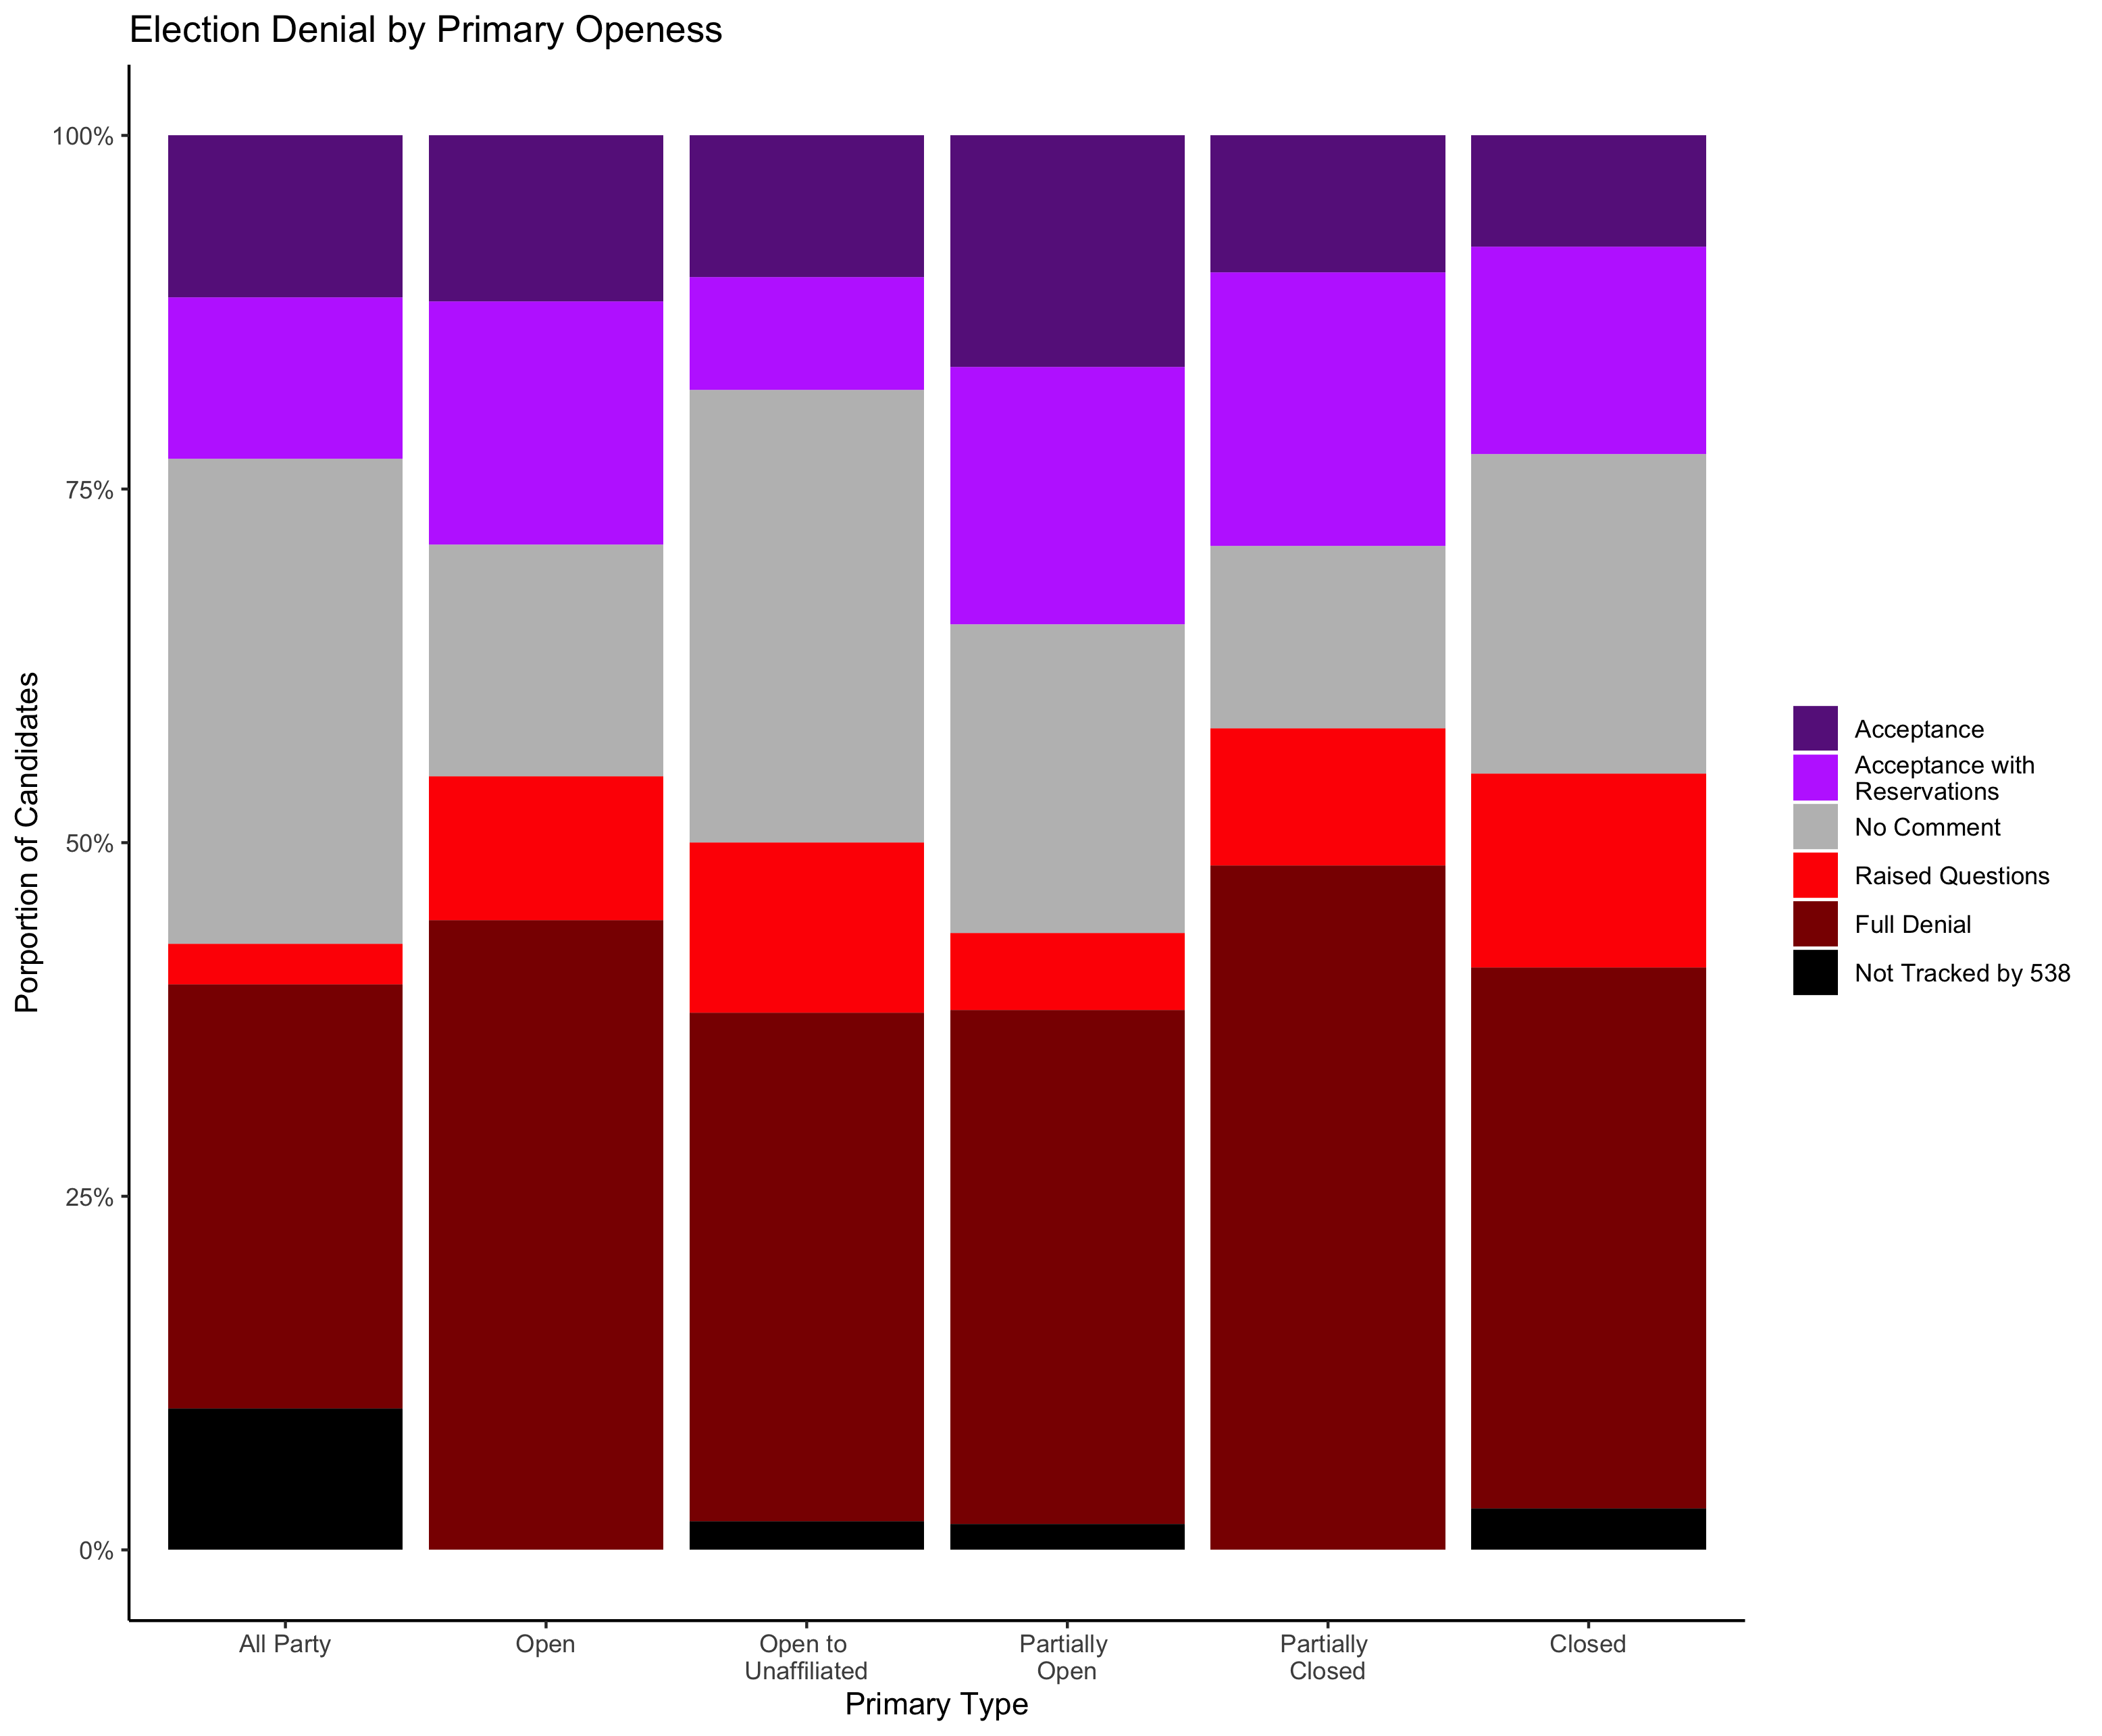 Election Denial by Primary Openess
Porportion of Candidates
100%
75%
50%
25%
0%
All Party
Open
Open to
Unaffiliated
Partially
Open
Partially
Closed
Closed
Primary Type
Acceptance
Acceptance with
Reservations
No Comment
Raised Questions
Full Denial
Not Tracked by 538